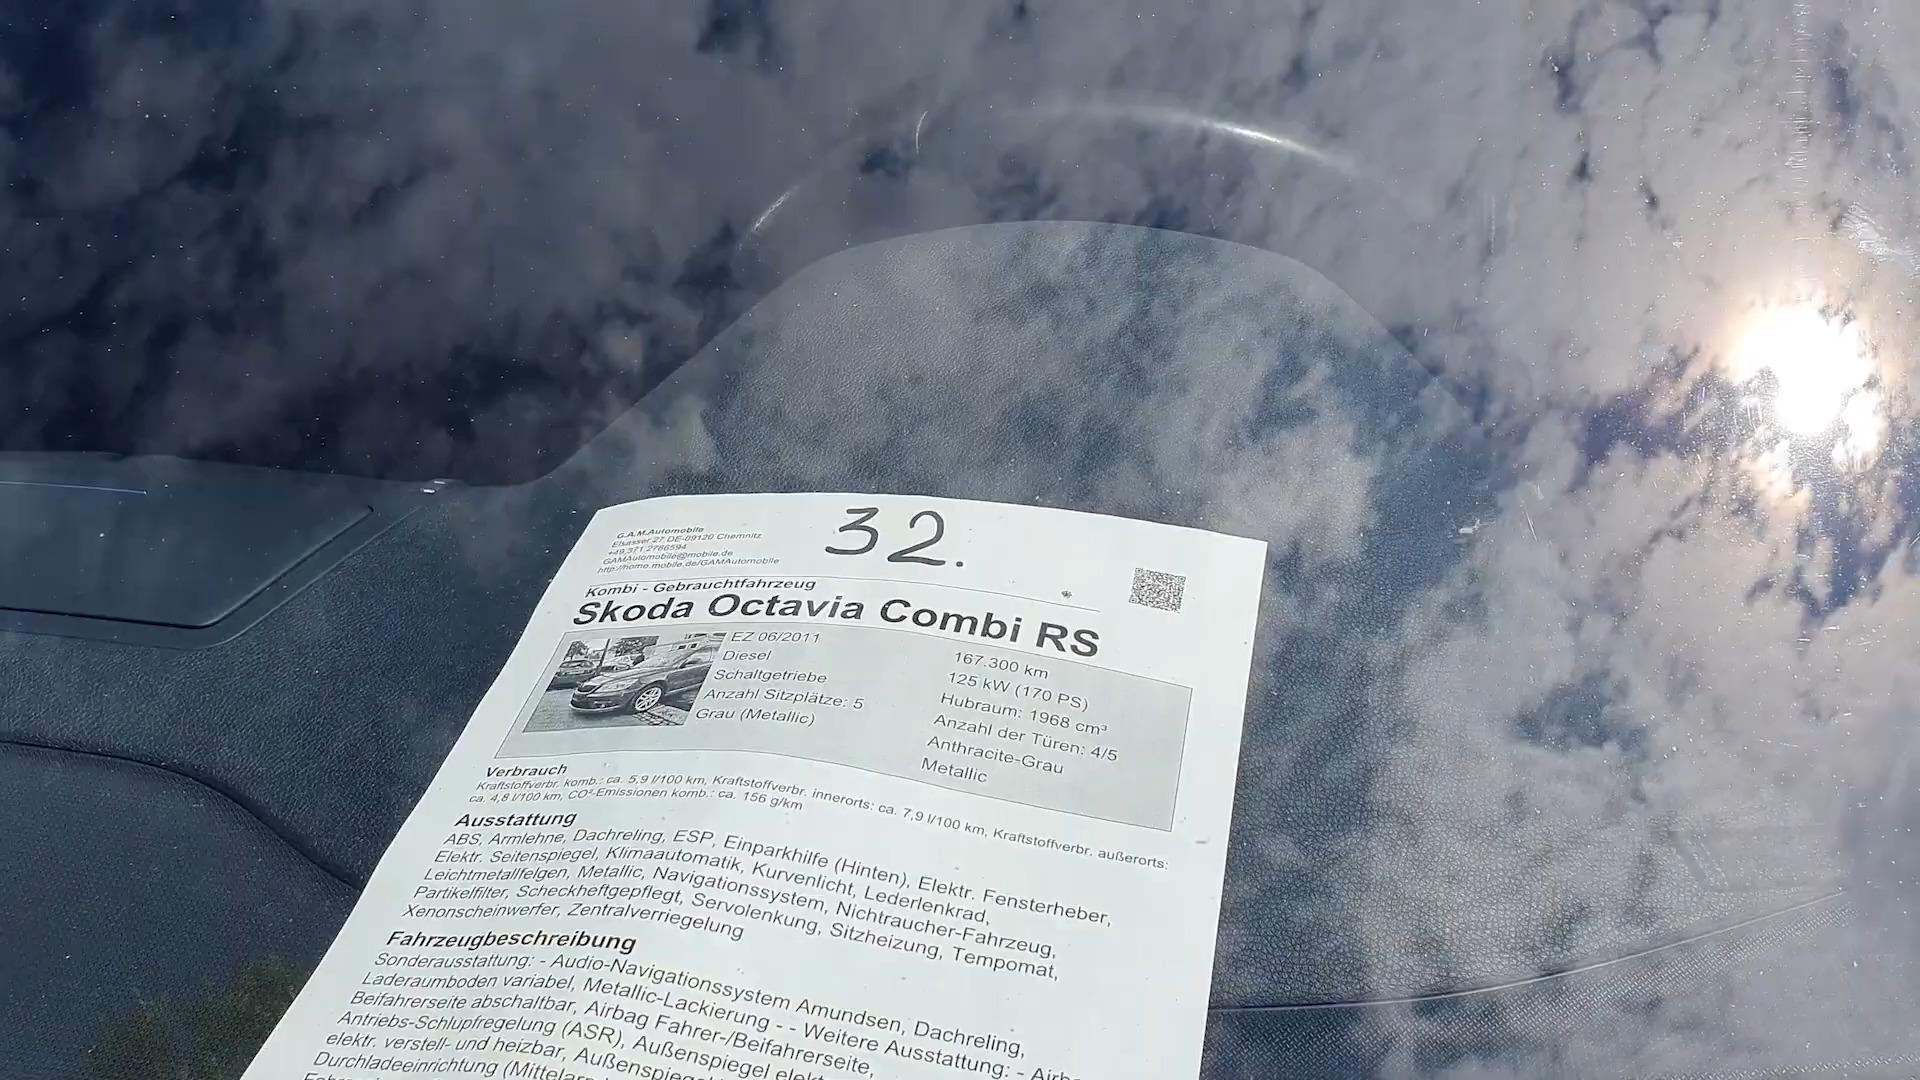 32.
G.A.M.Automobile
Elsasser 27,DE-09120 Chemnitz
+49.371.2786594
GAMAutomobile@mobile.de
http://home.mobile.de/GAMAutomobile
Kombi - Gebrauchtfahrzeug
Skoda Octavia Combi RS
EZ 06/2011
Diesel
Schaltgetriebe
Anzahl Sitzplätze: 5
Grau (Metallic)
167.300 km
125 kW (170 PS)
Hubraum: 1968 cm³
Anzahl der Türen: 4/5
Anthracite-Grau
Metallic
Verbrauch
Kraftstoffverbr. komb.: ca. 5,9 l/100 km, Kraftstoffverbr. innerorts: ca. 7,9 l/100 km, Kraftstoffverbr. außerorts:
ca. 4,8 l/100 km, CO²-Emissionen komb.: ca. 156 g/km
Ausstattung
ABS, Armlehne, Dachreling, ESP, Einparkhilfe (Hinten), Elektr. Fensterheber,
Elektr. Seitenspiegel, Klimaautomatik, Kurvenlicht, Lederlenkrad,
Leichtmetallfelgen, Metallic, Navigationssystem, Nichtraucher-Fahrzeug,
Partikelfilter, Scheckheftgepflegt, Servolenkung, Sitzheizung, Tempomat,
Xenonscheinwerfer, Zentralverriegelung
Fahrzeugbeschreibung
Sonderausstattung: - Audio-Navigationssystem Amundsen, Dachreling,
Laderaumboden variabel, Metallic-Lackierung - - Weitere Ausstattung: - Airb
Beifahrerseite abschaltbar, Airbag Fahrer-/Beifahrerseite,
Antriebs-Schlupfregelung (ASR), Außenspiegel elekt
elektr. verstell- und heizbar, Außenspiegel
Durchladeeinrichtung (Mittelarm